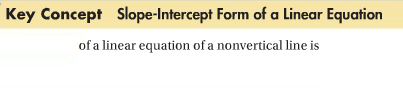 Key Concept Slope-Intercept Form of a Linear Equation
of a linear equation of a nonvertical line is